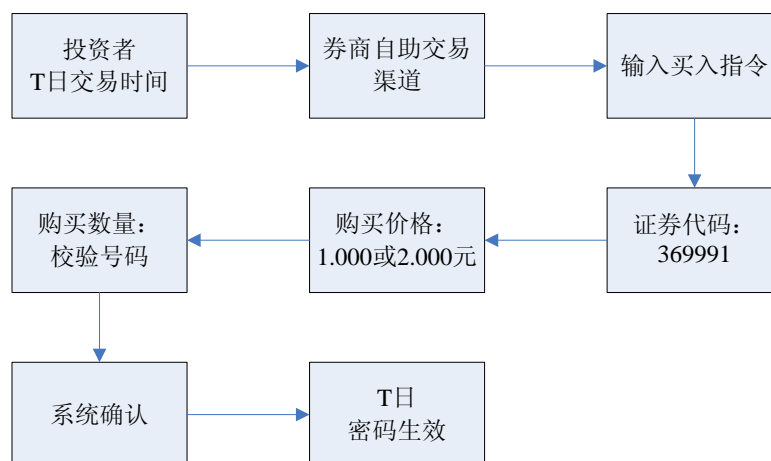 投资者
T日交易时间
券商自助交易
渠道
输入买入指令
证券代码：
369991
购买价格：
1.000或2.000元
购买数量：
校验号码
系统确认
T日
密码生效